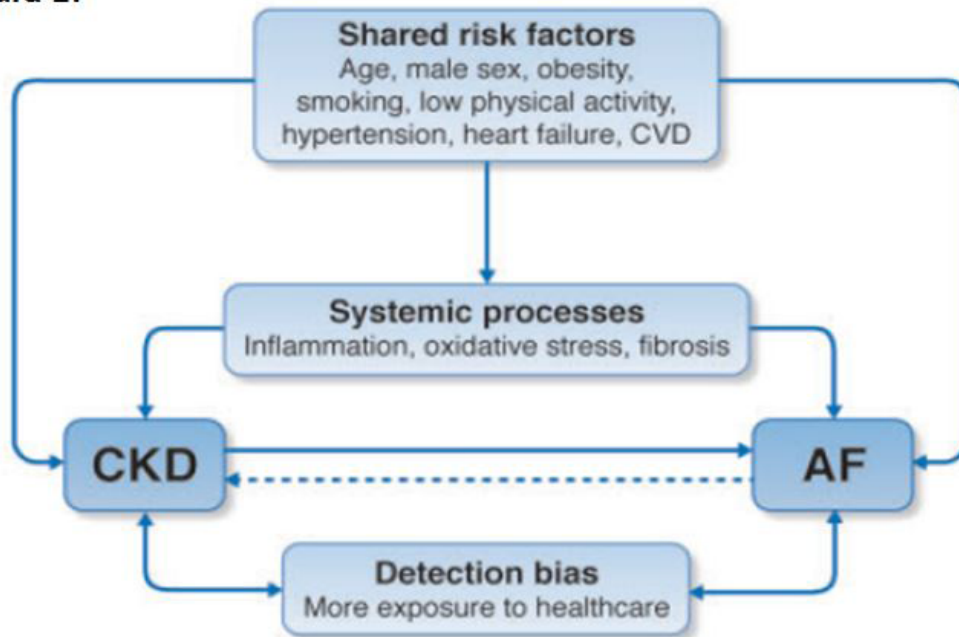 Shared risk factors
Age, male sex, obesity,
smoking, low physical activity,
hypertension, heart failure, CVD
Systemic processes
Inflammation, oxidative stress, fibrosis
CKD
AF
Detection bias
More exposure to healthcare